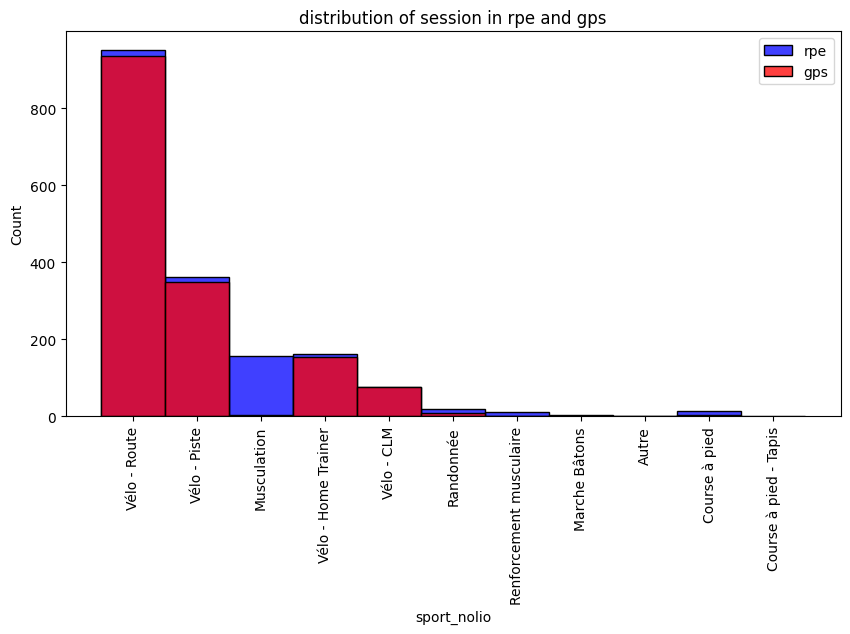 distribution of session in rpe and gps
rpe
gps
Count
800
600
400
200
0
Vélo - Route
Vélo - Piste
Musculation
Vélo - Home Trainer
Vélo - CLM
Randonnée
Renforcement musculaire
Marche Bâtons
Autre
Course à pied
Course à pied - Tapis
sport_nolio